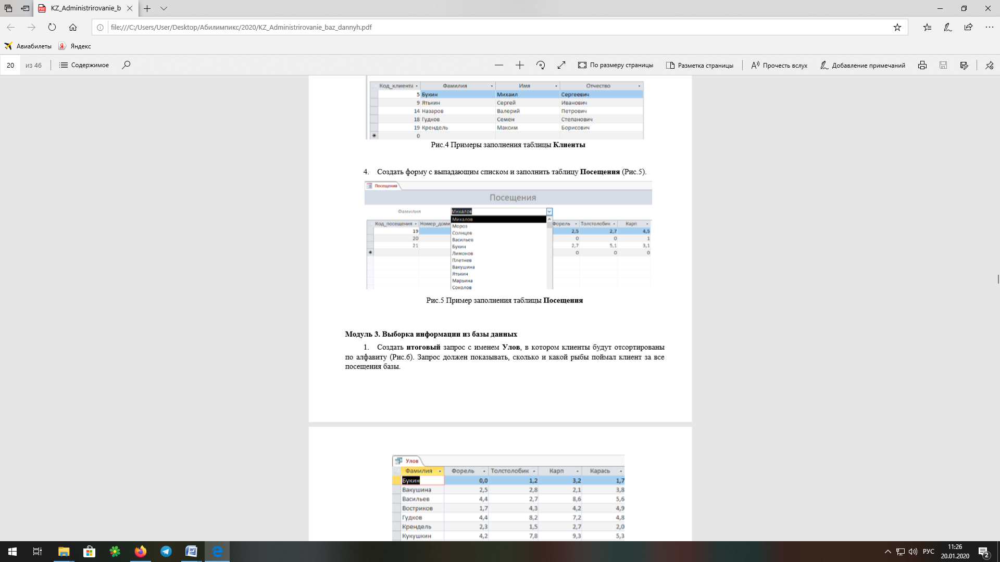 KZ_Administrirovanie_b
file:///C:/Users/User/Desktop/Абилимпикс/2020/KZ_Administrirovanie_baz_dannyh.pdf
Авиабилеты Яндекс
20 из 46 Содержимое По размеру страницы Разметка страницы Прочесть вслух Добавление примечаний
Код_клиента Фамилия Имя Отчество
5 Букин Михаил Сергеевич
9 Ятькин Сергей Иванович
14 Назаров Валерий Петрович
18 Гудков Семен Степанович
19 Крендель Максим Борисович
0
Рис.4 Примеры заполнения таблицы Клиенты
4. Создать форму с выпадающим списком и заполнить таблицу Посещения (Рис.5).
Посещения
Посещения
Фамилия Михалов
Код_посещения Номер_доми Форель Толстолобик Карп
19 2,5 2,7 4,5
20 0 0 1
21 2,7 5,1 3,1
0 0 0
Михалов
Мороз
Солнцев
Васильев
Букин
Лимонов
Плетнев
Вакушина
Ятькин
Марьина
Соколов
Рис.5 Пример заполнения таблицы Посещения
Модуль 3. Выборка информации из базы данных
1. Создать итоговый запрос с именем Улов, в котором клиенты будут отсортированы
по алфавиту (Рис.6). Запрос должен показывать, сколько и какой рыбы поймал клиент за все
посещения базы.
Улов
Фамилия Форель Толстолобик Карп Карась
Букин 0,0 1,2 3,2 1,7
Вакушина 2,5 2,8 2,1 3,8
Васильев 4,4 2,7 8,6 5,6
Востриков 1,7 4,3 4,2 4,9
Гудков 4,4 8,2 7,2 4,8
Крендель 2,3 1,5 2,7 2,0
Кукушкин 4,2 7,8 9,3 5,3
РУС 11:26
20.01.2020
2